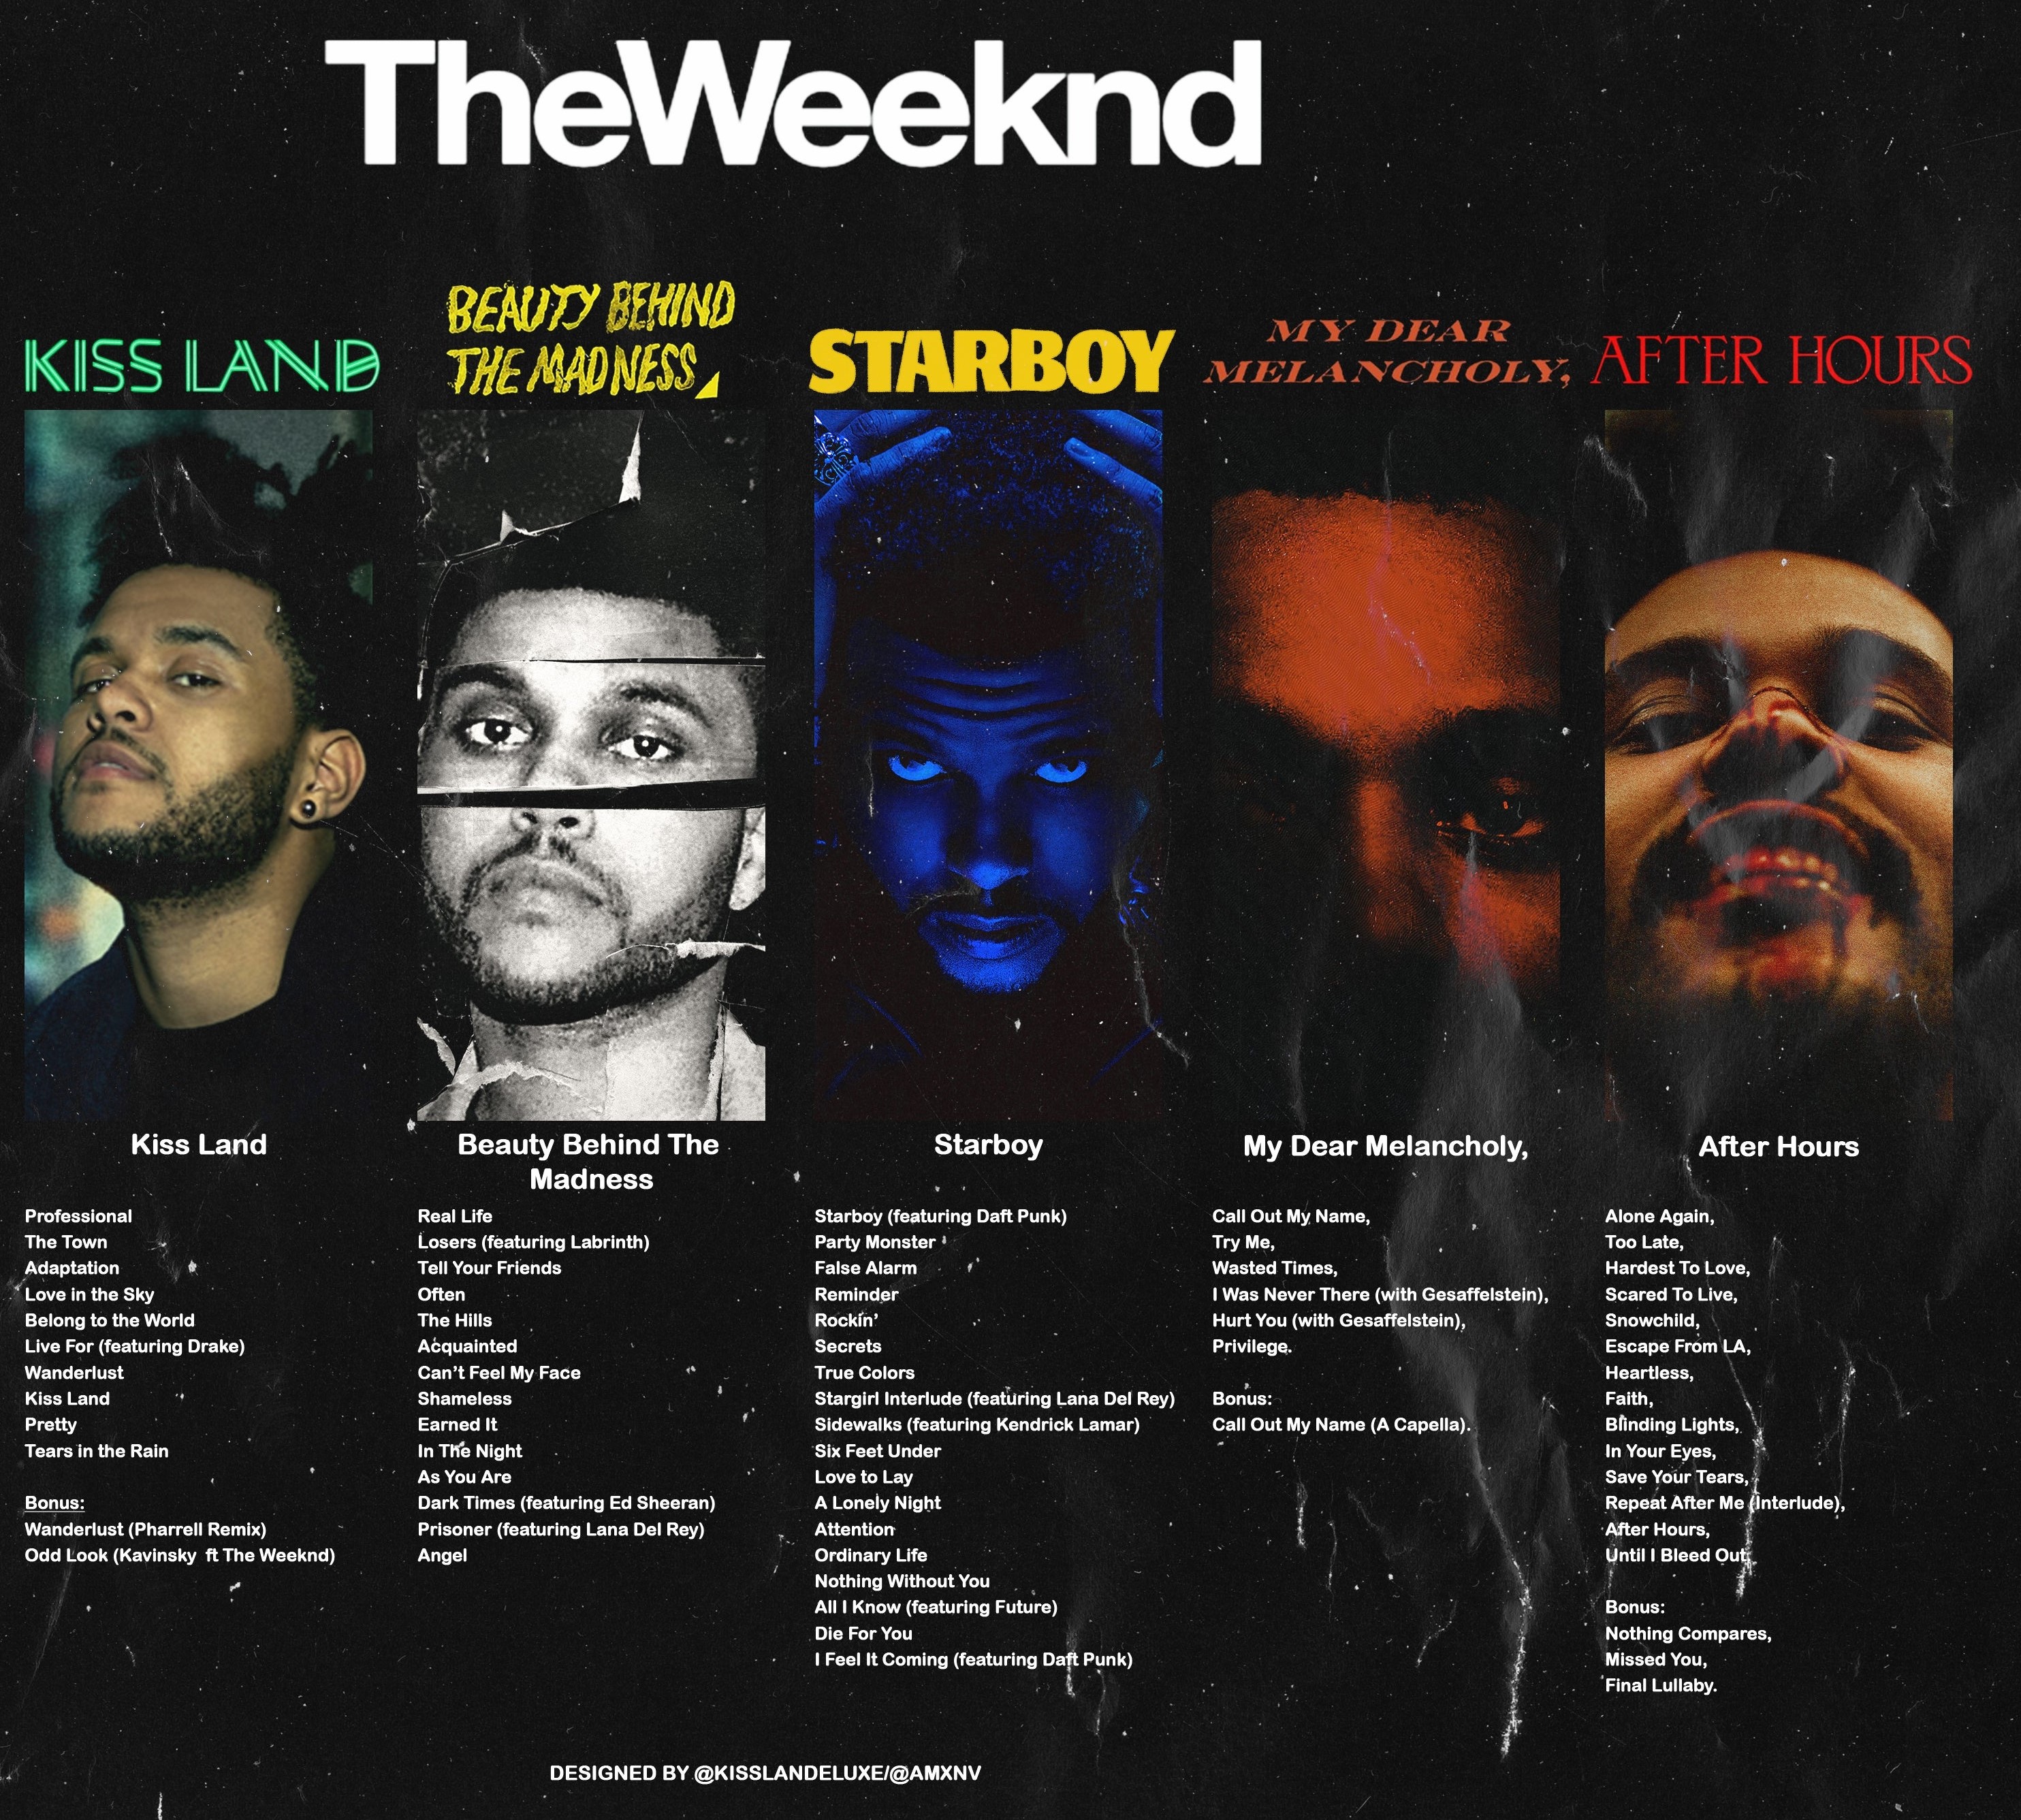 TheWeeknd
KISS LAND
BEAUTY BEHIND
THE MADNESS
STARBOY
MY DEAR
MELANCHOLY,
AFTER HOURS
Kiss Land
Professional
The Town
Adaptation
Love in the Sky
Belong to the World
Live For (featuring Drake)
Wanderlust
Kiss Land
Pretty
Tears in the Rain
Bonus:
Wanderlust (Pharrell Remix)
Odd Look (Kavinsky  ft The Weeknd)
Beauty Behind The
Madness
Real Life
Losers (featuring Labrinth)
Tell Your Friends
Often
The Hills
Acquainted
Can’t Feel My Face
Shameless
Earned It
In The Night
As You Are
Dark Times (featuring Ed Sheeran)
Prisoner (featuring Lana Del Rey)
Angel
Starboy
Starboy (featuring Daft Punk)
Party Monster
False Alarm
Reminder
Rockin’
Secrets
True Colors
Stargirl Interlude (featuring Lana Del Rey)
Sidewalks (featuring Kendrick Lamar)
Six Feet Under
Love to Lay
A Lonely Night
Attention
Ordinary Life
Nothing Without You
All I Know (featuring Future)
Die For You
I Feel It Coming (featuring Daft Punk)
My Dear Melancholy,
Call Out My Name,
Try Me,
Wasted Times,
I Was Never There (with Gesaffelstein),
Hurt You (with Gesaffelstein),
Privilege.
Bonus:
Call Out My Name (A Capella).
After Hours
Alone Again,
Too Late,
Hardest To Love,
Scared To Live,
Snowchild,
Escape From LA,
Heartless,
Faith,
Blinding Lights,
In Your Eyes,
Save Your Tears,
Repeat After Me (Interlude),
After Hours,
Until I Bleed Out.
Bonus:
Nothing Compares,
Missed You,
Final Lullaby.
DESIGNED BY @KISSLANDELUXE/@AMXNV